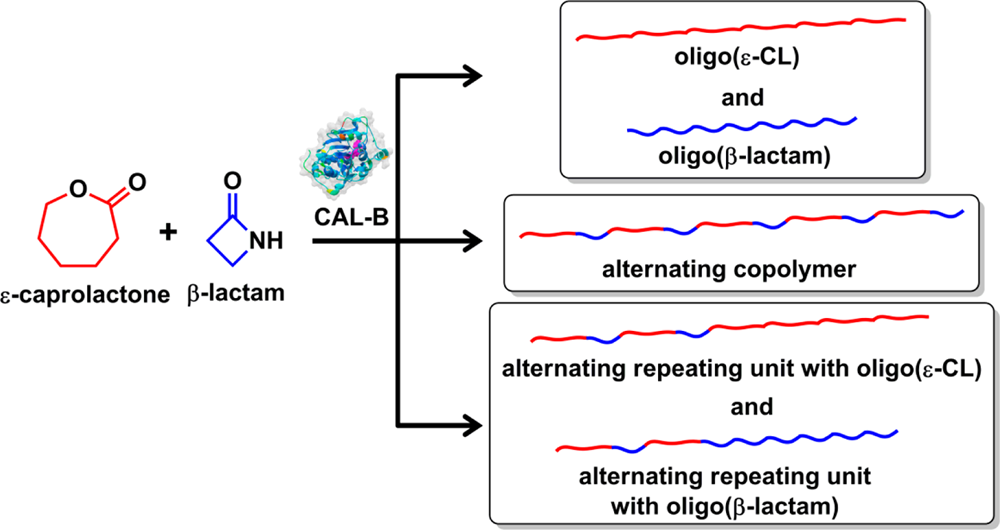 O
O
O
NH
ε-caprolactone
+
β-lactam
CAL-B
oligo(ε-CL)
and
oligo(β-lactam)
alternating copolymer
alternating repeating unit with oligo(ε-CL)
and
alternating repeating unit
with oligo(β-lactam)